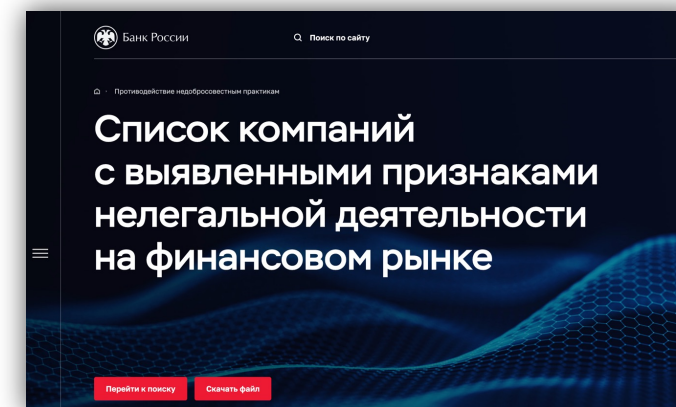 Банк России
Поиск по сайту
Противодействие недобросовестным практикам
Список компаний
с выявленными признаками
нелегальной деятельности
на финансовом рынке
Перейти к поиску
Скачать файл